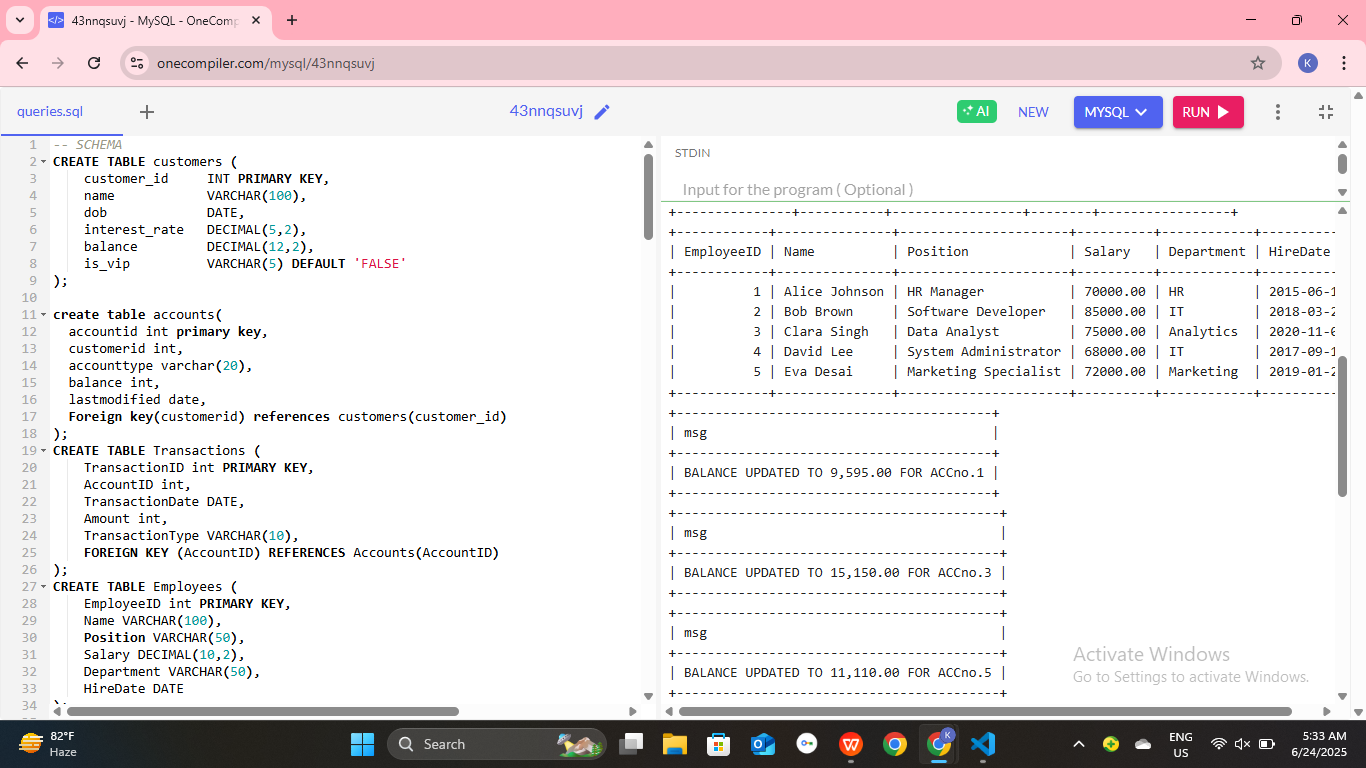 43nnqsuvj - MySQL - OneComp
onecompiler.com/mysql/43nnqsuvj
K
queries.sql
43nnqsuvj
AI
NEW
MYSQL
RUN
1 -- SCHEMA
2 CREATE TABLE customers (
3 customer_id INT PRIMARY KEY,
4 name VARCHAR(100),
5 dob DATE,
6 interest_rate DECIMAL(5,2),
7 balance DECIMAL(12,2),
8 is_vip VARCHAR(5) DEFAULT 'FALSE'
9 );
10
11 create table accounts(
12 accountid int primary key,
13 customerid int,
14 accounttype varchar(20),
15 balance int,
16 lastmodified date,
17 Foreign key(customerid) references customers(customer_id)
18 );
19 CREATE TABLE Transactions (
20 TransactionID int PRIMARY KEY,
21 AccountID int,
22 TransactionDate DATE,
23 Amount int,
24 TransactionType VARCHAR(10),
25 FOREIGN KEY (AccountID) REFERENCES Accounts(AccountID)
26 );
27 CREATE TABLE Employees (
28 EmployeeID int PRIMARY KEY,
29 Name VARCHAR(100),
30 Position VARCHAR(50),
31 Salary DECIMAL(10,2),
32 Department VARCHAR(50),
33 HireDate DATE
34
STDIN
Input for the program ( Optional )
| EmployeeID | Name | Position | Salary | Department | HireDate
| 1 | Alice Johnson | HR Manager | 70000.00 | HR | 2015-06-1
| 2 | Bob Brown | Software Developer | 85000.00 | IT | 2018-03-2
| 3 | Clara Singh | Data Analyst | 75000.00 | Analytics | 2020-11-0
| 4 | David Lee | System Administrator | 68000.00 | IT | 2017-09-1
| 5 | Eva Desai | Marketing Specialist | 72000.00 | Marketing | 2019-01-2
| msg |
| BALANCE UPDATED TO 9,595.00 FOR ACCno.1 |
| msg |
| BALANCE UPDATED TO 15,150.00 FOR ACCno.3 |
| msg |
| BALANCE UPDATED TO 11,110.00 FOR ACCno.5 |
Activate Windows
Go to Settings to activate Windows.
82°F
Haze
Search
K
ENG
US
5:33 AM
6/24/2025